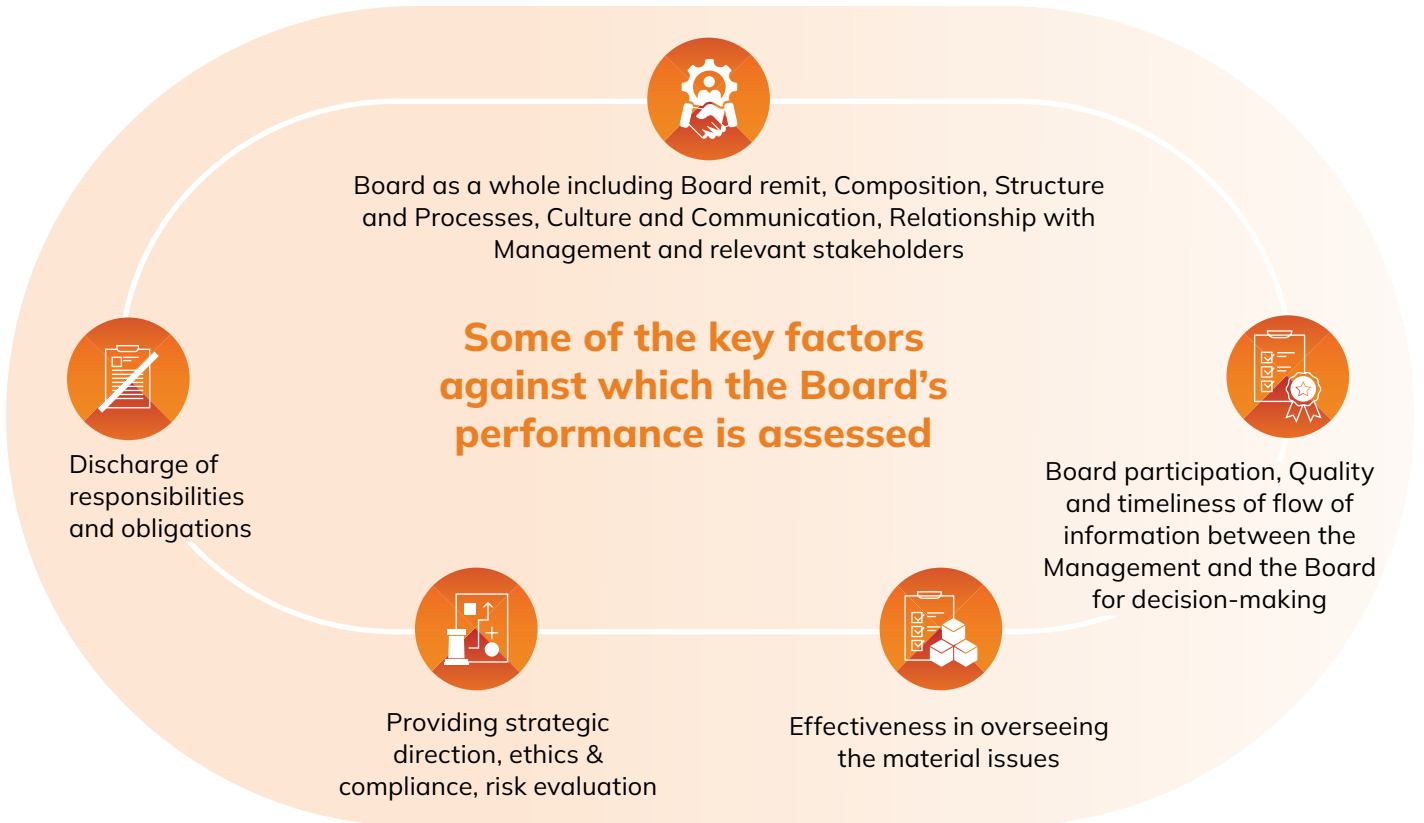 Board as a whole including Board remit, Composition, Structure
and Processes, Culture and Communication, Relationship with
Management and relevant stakeholders
Some of the key factors
against which the Board’s
performance is assessed
Discharge of
responsibilities
and obligations
Board participation, Quality
and timeliness of flow of
information between the
Management and the Board
for decision-making
Providing strategic
direction, ethics &
compliance, risk evaluation
Effectiveness in overseeing
the material issues